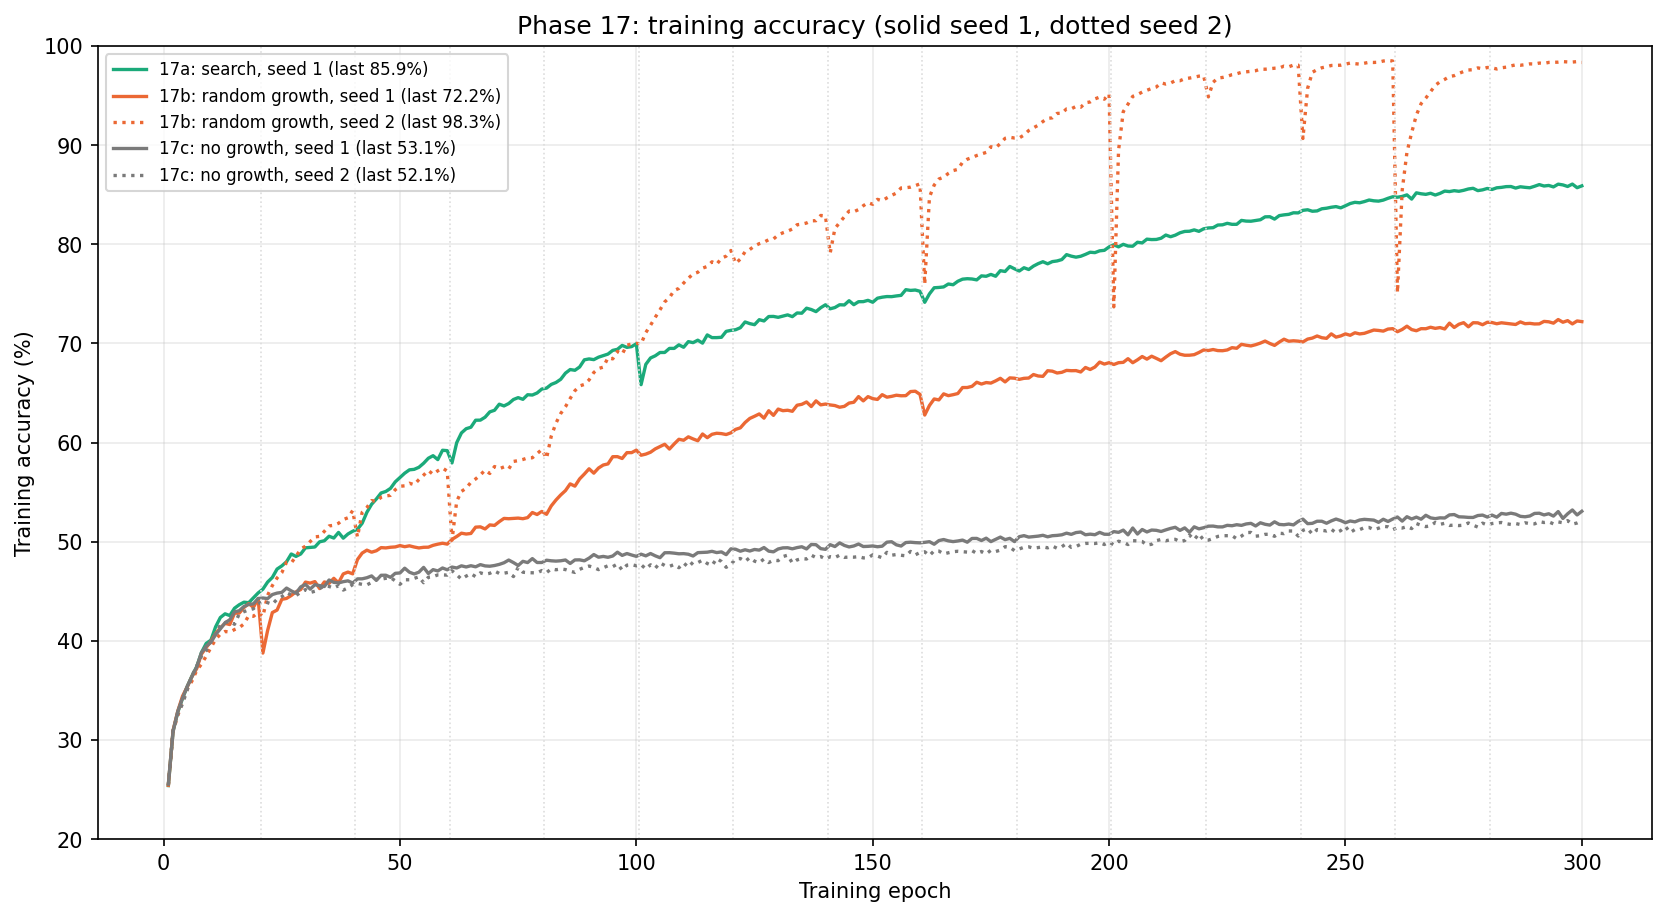 Phase 17: training accuracy (solid seed 1, dotted seed 2)
17a: search, seed 1 (last 85.9%)
17b: random growth, seed 1 (last 72.2%)
17b: random growth, seed 2 (last 98.3%)
17c: no growth, seed 1 (last 53.1%)
17c: no growth, seed 2 (last 52.1%)
Training accuracy (%)
100
90
80
70
60
50
40
30
20
0
50
100
150
200
250
300
Training epoch